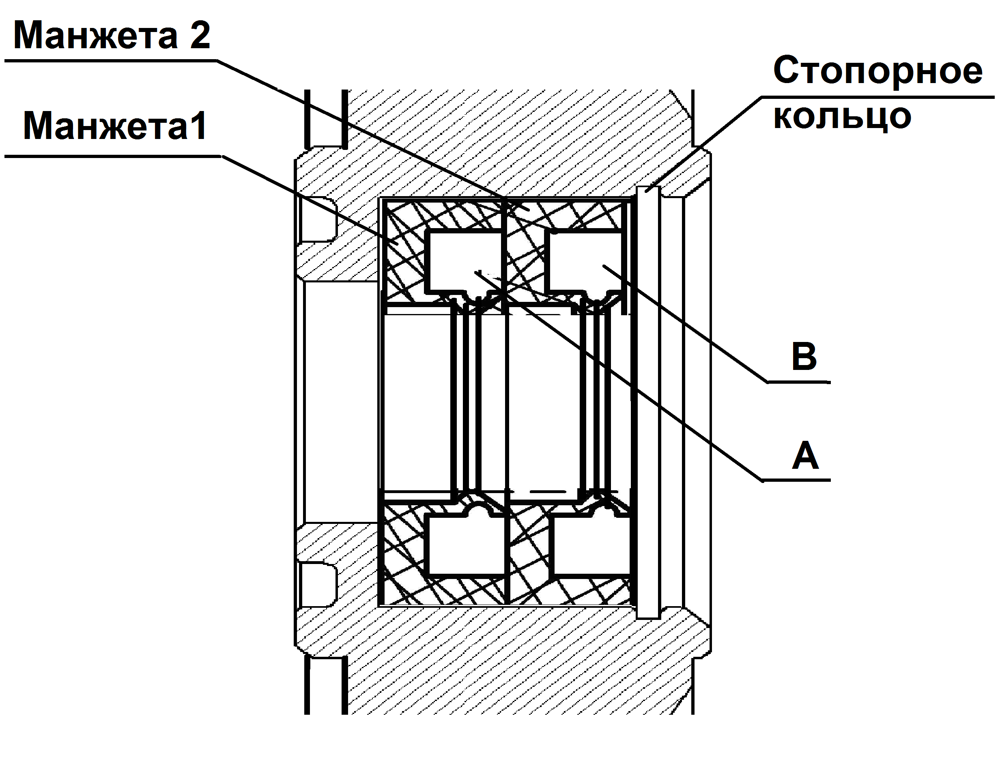 Манжета 2
Стопорное
кольцо
Манжета1
В
А